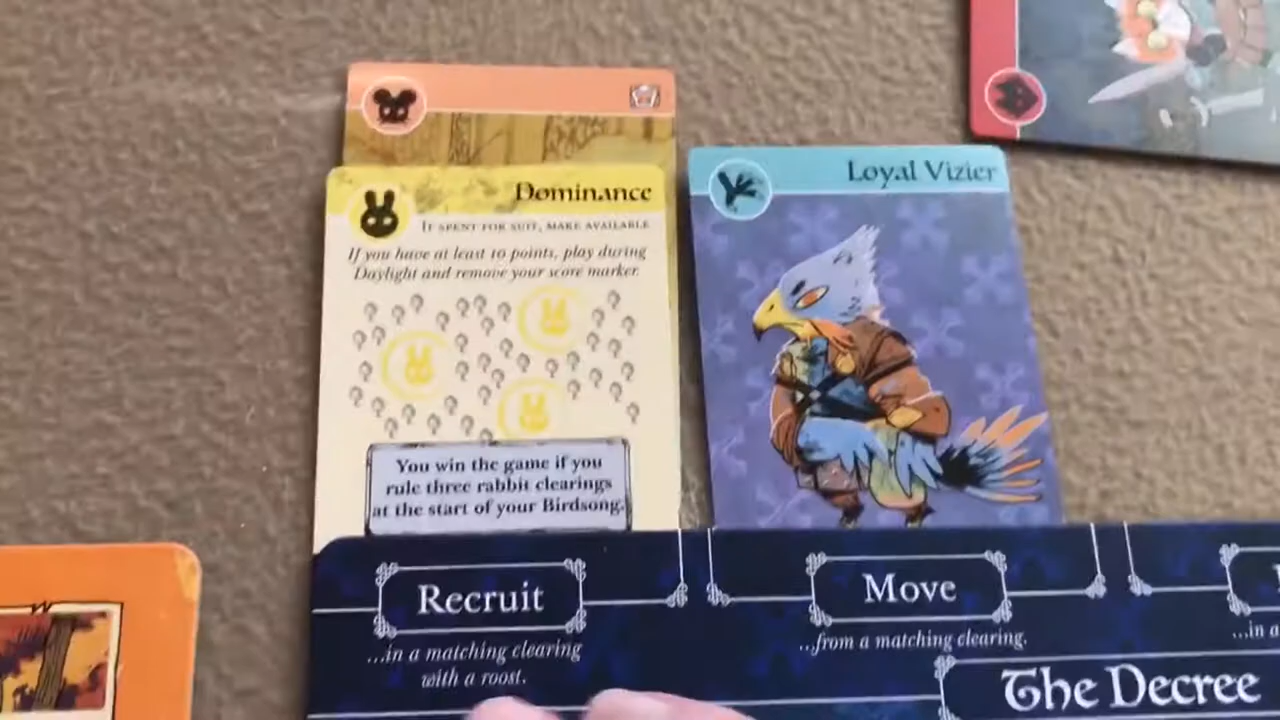 Dominance
If spent for suit, make available
If you have at least 10 points, play during
Daylight and remove your score marker.
You win the game if you
rule three rabbit clearings
at the start of your Birdsong.
Loyal Vizier
Recruit
...in a matching clearing
with a roost.
Move
...from a matching clearing.
...in a
The Decree